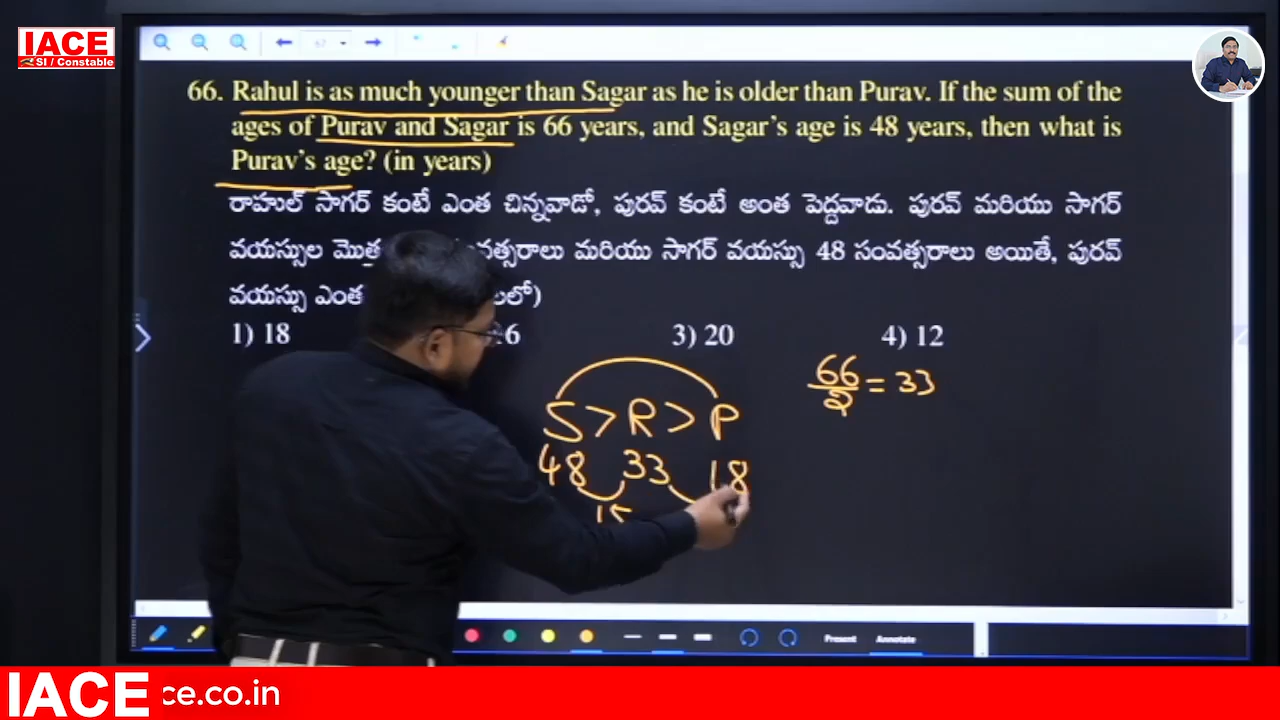 IACE
SI / Constable
67
66. Rahul is as much younger than Sagar as he is older than Purav. If the sum of the
ages of Purav and Sagar is 66 years, and Sagar's age is 48 years, then what is
Purav's age? (in years)
రాహుల్ సాగర్ కంటే ఎంత చిన్నవాడో, పురవ్ కంటే అంత పెద్దవాడు. పురవ్ మరియు సాగర్
వయస్సుల మొత్త వత్సరాలు మరియు సాగర్ వయస్సు 48 సంవత్సరాలు అయితే, పురవ్
వయస్సు ఎంత లలో)
1) 18 6 3) 20 4) 12
66
2 = 33
S > R > P
48 33 18
15
Present Annotate
IACE ce.co.in